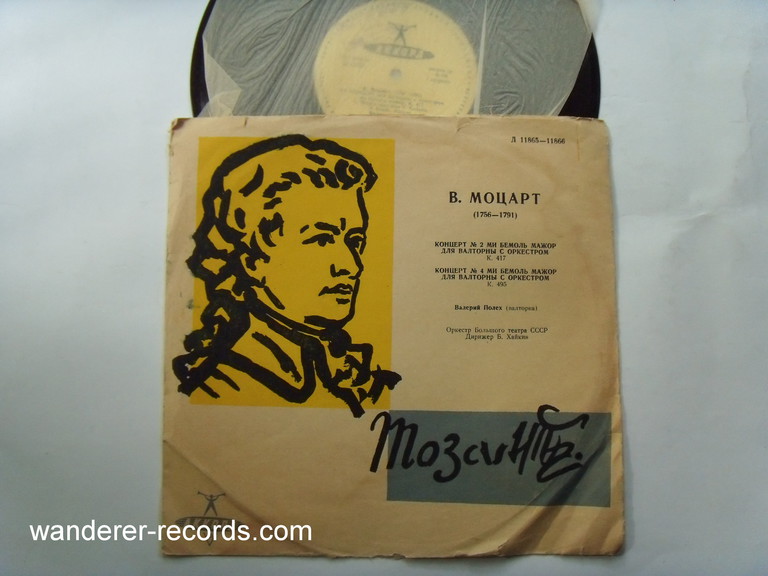 Д 11865—11866
В. МОЦАРТ
(1756—1791)
КОНЦЕРТ № 2 МИ БЕМОЛЬ МАЖОР
ДЛЯ ВАЛТОРНЫ С ОРКЕСТРОМ
К. 417
КОНЦЕРТ № 4 МИ БЕМОЛЬ МАЖОР
ДЛЯ ВАЛТОРНЫ С ОРКЕСТРОМ
К. 495
Валерий Полех (валторна)
Оркестр Большого театра СССР
Дирижер Б. Хайкин
wanderer-records.com